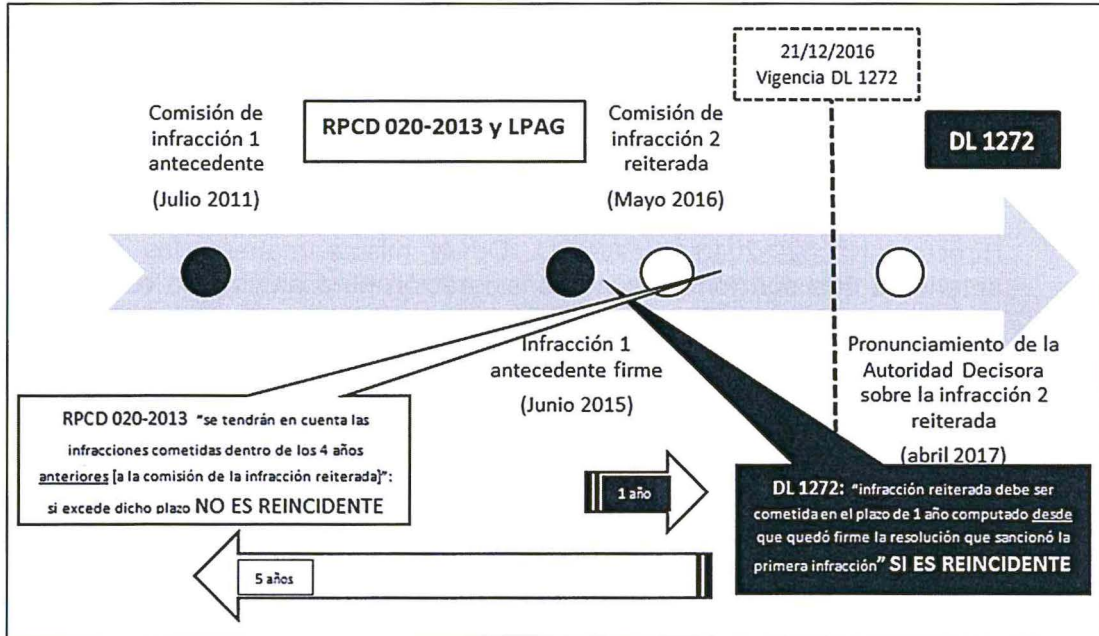 21/12/2016
Vigencia DL 1272
Comisión de
infracción 1
antecedente
(Julio 2011)
RPCD 020-2013 y LPAG
Comisión de
infracción 2
reiterada
(Mayo 2016)
DL 1272
Infracción 1
antecedente firme
(Junio 2015)
Pronunciamiento de la
Autoridad Decisora
sobre la infracción 2
reiterada
(abril 2017)
RPCD 020-2013 "se tendrán en cuenta las
infracciones cometidas dentro de los 4 años
anteriores [a la comisión de la infracción reiterada]":
si excede dicho plazo NO ES REINCIDENTE
1 año
DL 1272: "infracción reiterada debe ser
cometida en el plazo de 1 año computado desde
que quedó firme la resolución que sancionó la
primera infracción" SI ES REINCIDENTE
5 años